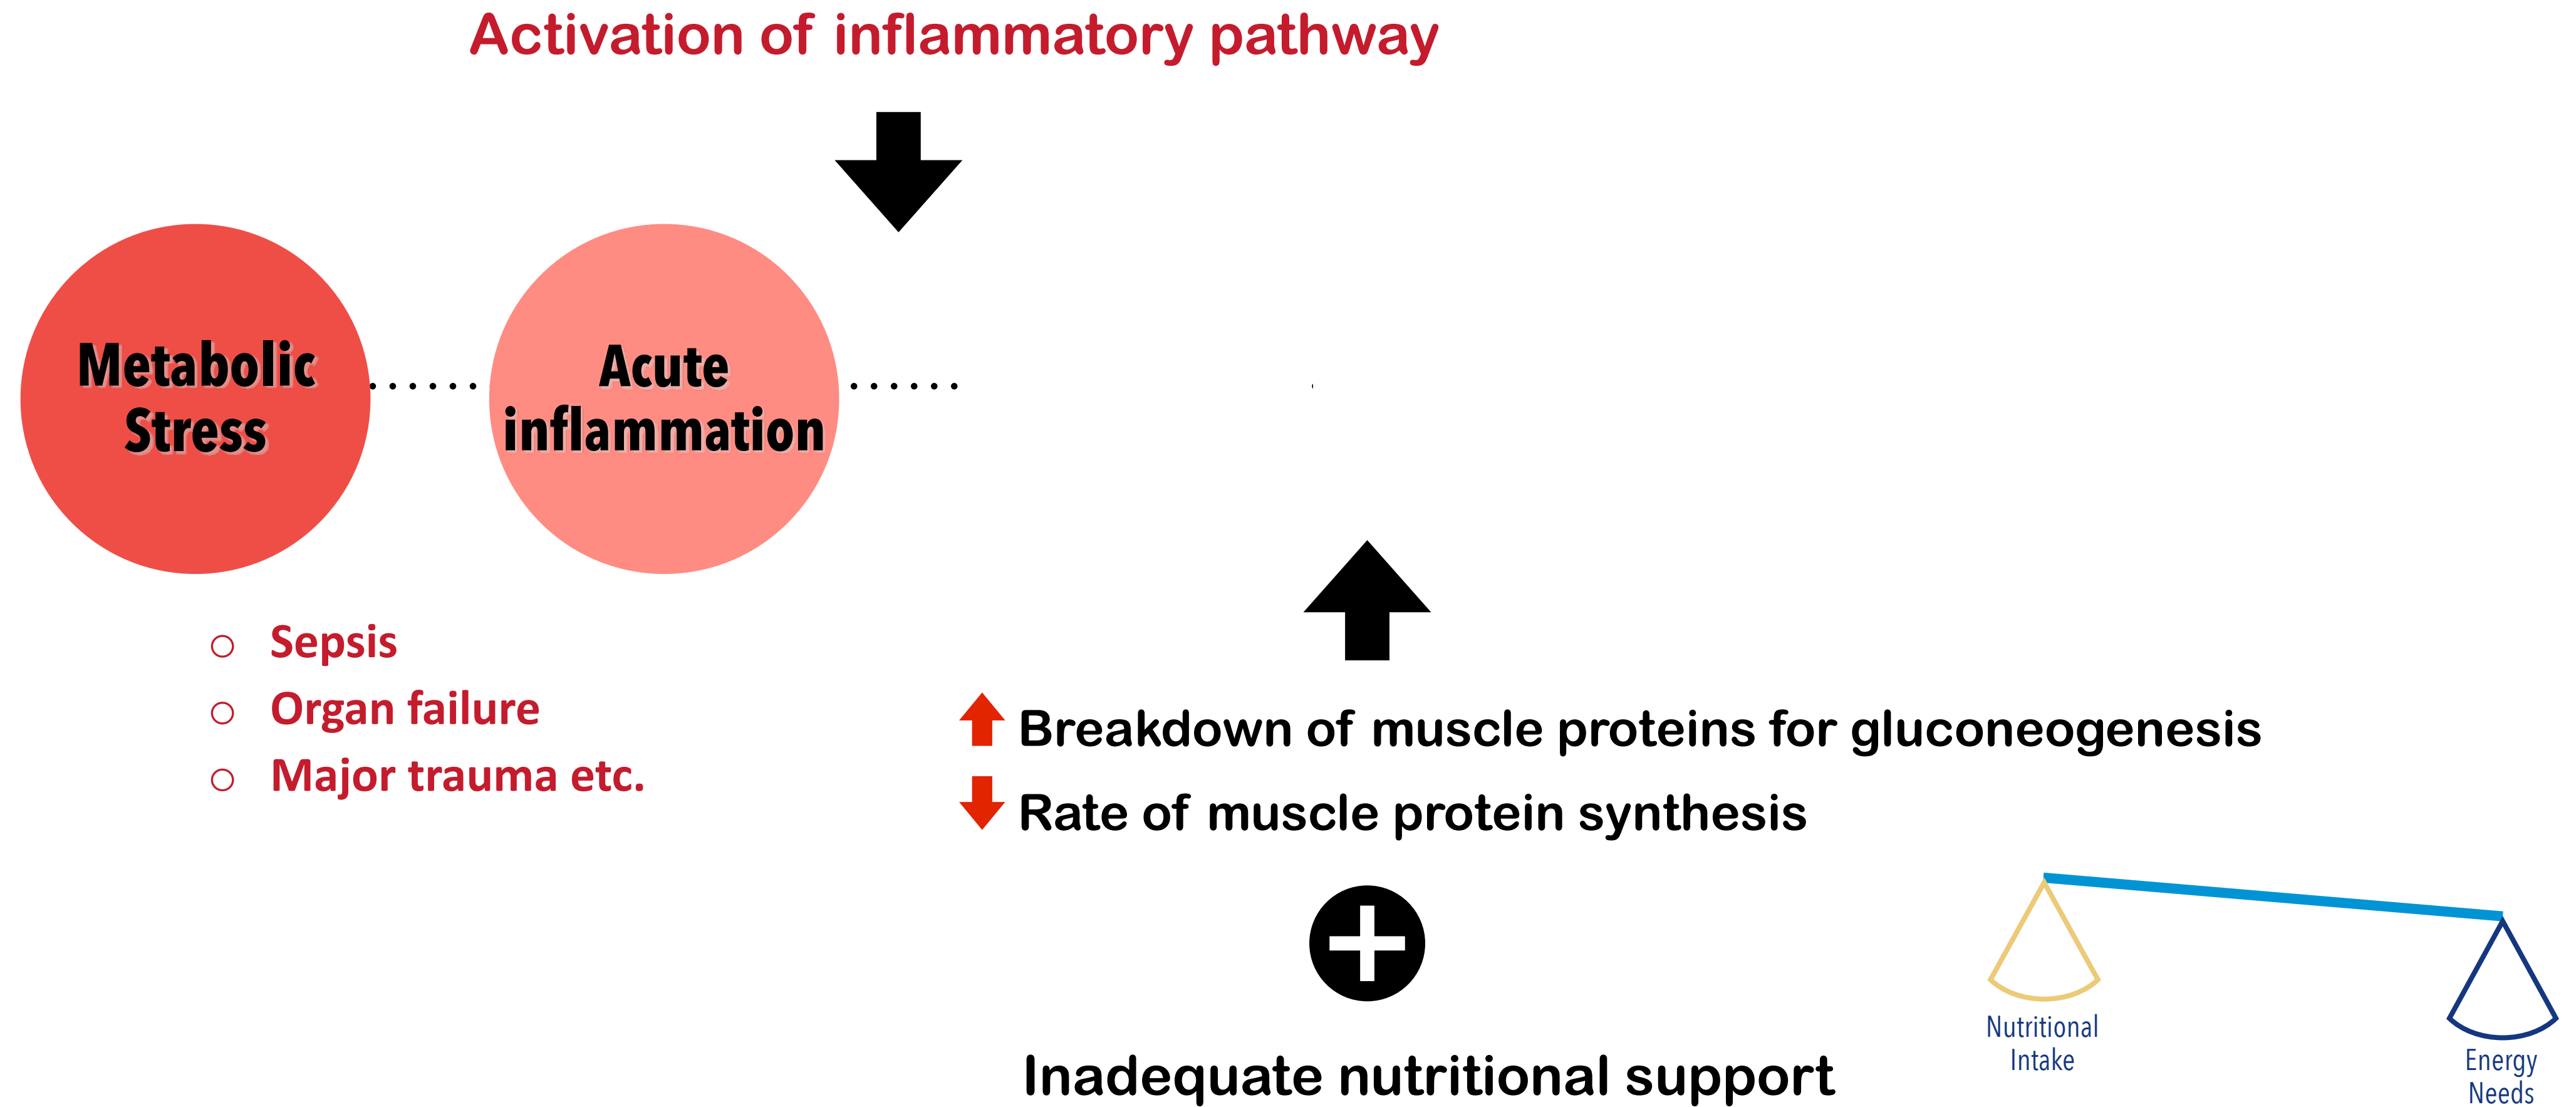 Activation of inflammatory pathway
Metabolic
Stress
Acute
inflammation
Sepsis
Organ failure
Major trauma etc.
Breakdown of muscle proteins for gluconeogenesis
Rate of muscle protein synthesis
Inadequate nutritional support
Nutritional
Intake
Energy
Needs